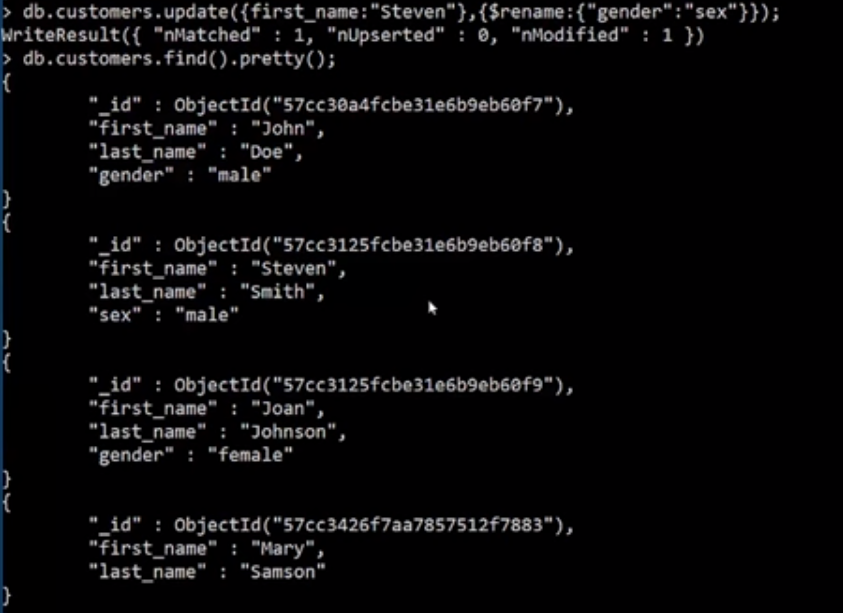 > db.customers.update({first_name:"Steven"},{$rename:{"gender":"sex"}});
WriteResult({ "nMatched" : 1, "nUpserted" : 0, "nModified" : 1 })
> db.customers.find().pretty();
{
        "_id" : ObjectId("57cc30a4fcbe31e6b9eb60f7"),
        "first_name" : "John",
        "last_name" : "Doe",
        "gender" : "male"
}
{
        "_id" : ObjectId("57cc3125fcbe31e6b9eb60f8"),
        "first_name" : "Steven",
        "last_name" : "Smith",
        "sex" : "male"
}
{
        "_id" : ObjectId("57cc3125fcbe31e6b9eb60f9"),
        "first_name" : "Joan",
        "last_name" : "Johnson",
        "gender" : "female"
}
{
        "_id" : ObjectId("57cc3426f7aa7857512f7883"),
        "first_name" : "Mary",
        "last_name" : "Samson"
}